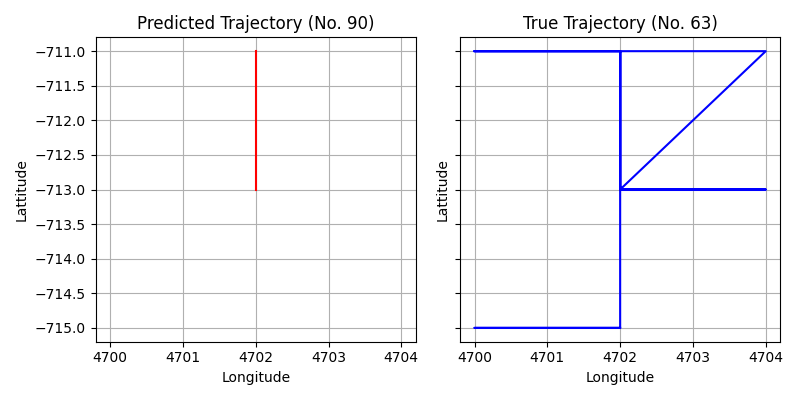 Predicted Trajectory (No. 90)
True Trajectory (No. 63)
−711.0
−711.5
−712.0
−712.5
−713.0
−713.5
−714.0
−714.5
−715.0
Lattitude
Lattitude
4700 4701 4702 4703 4704
4700 4701 4702 4703 4704
Longitude
Longitude